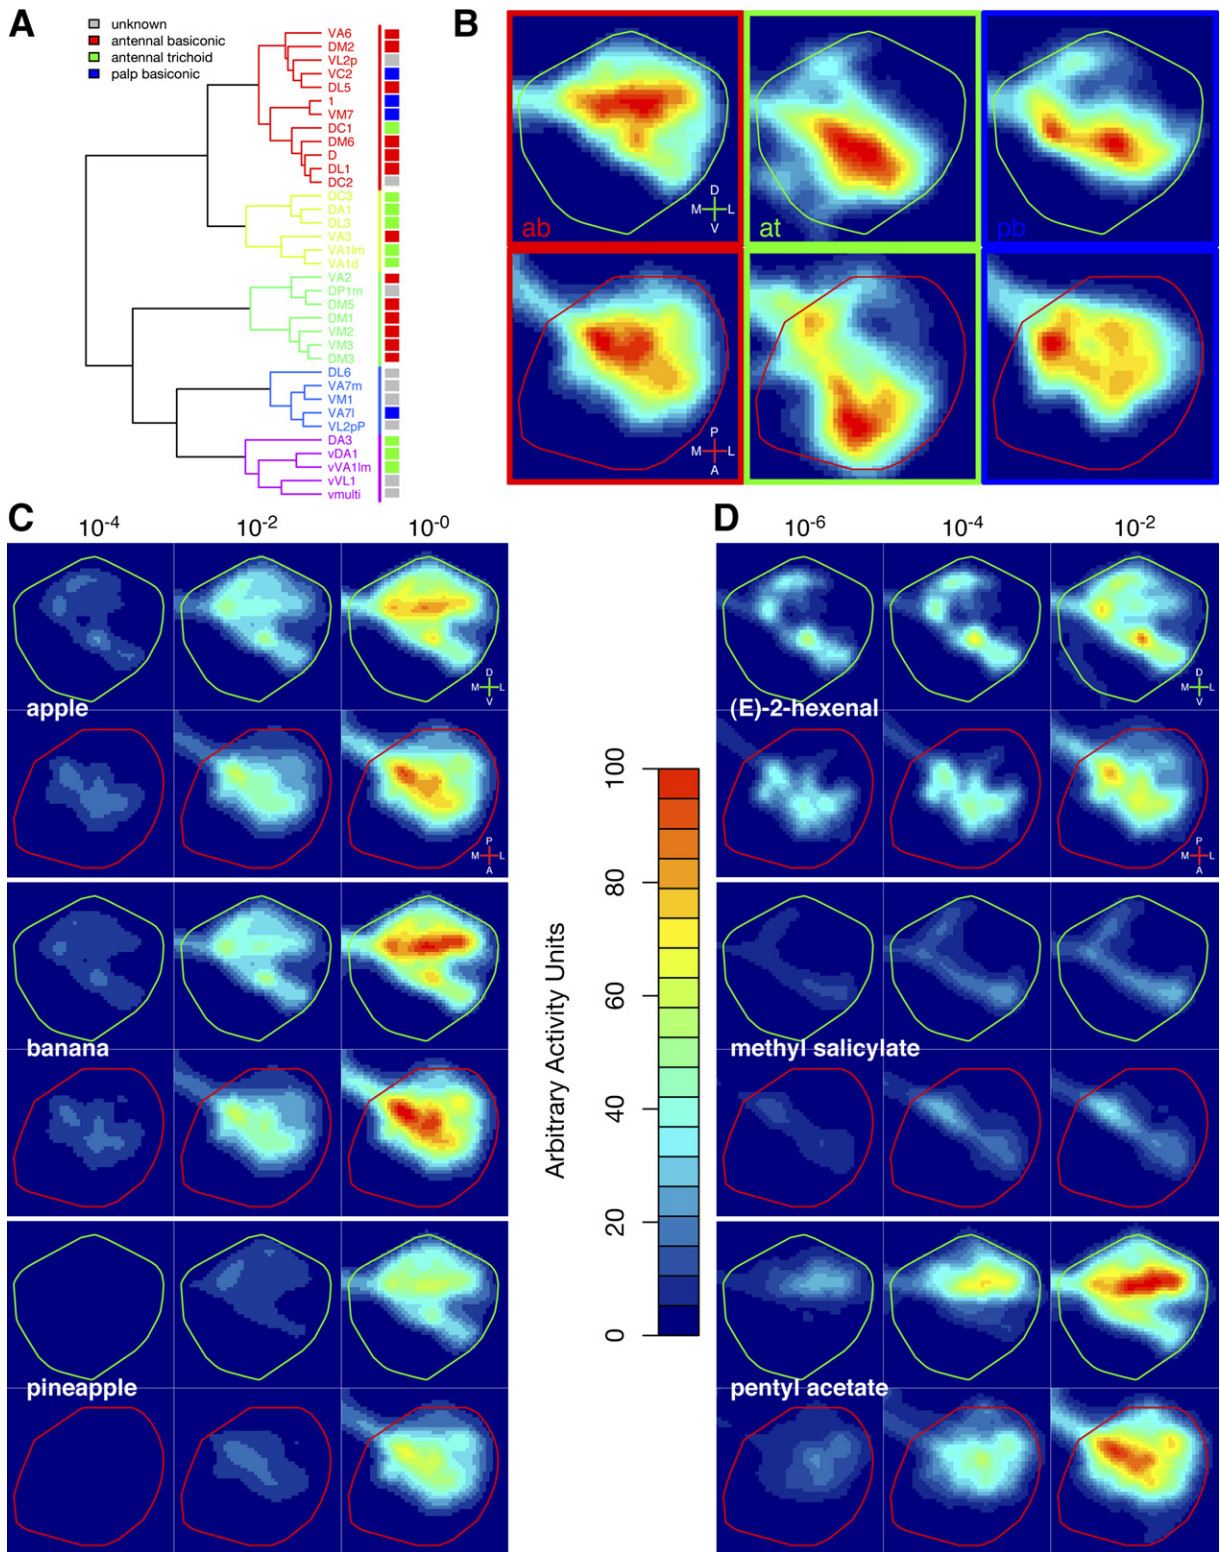 A
unknown
antennal basiconic
antennal trichoid
palp basiconic
VA6
DM2
VL2p
VC2
DL5
1
VM7
DC1
DM6
D
DL1
DC2
DC3
DA1
DL3
VA3
VA1lm
VA1d
VA2
DP1m
DM5
DM1
VM2
VM3
DM3
DL6
VA7m
VM1
VA7l
VL2pP
DA3
vDA1
vVA1lm
vVL1
vmulti
B
ab
D
M L
V
at
pb
P
M L
A
C
10-4 10-2 10-0
D
M L
V
apple
P
M L
A
banana
pineapple
100
80
60
40
20
0
Arbitrary Activity Units
D
10-6 10-4 10-2
D
M L
V
(E)-2-hexenal
P
M L
A
methyl salicylate
pentyl acetate